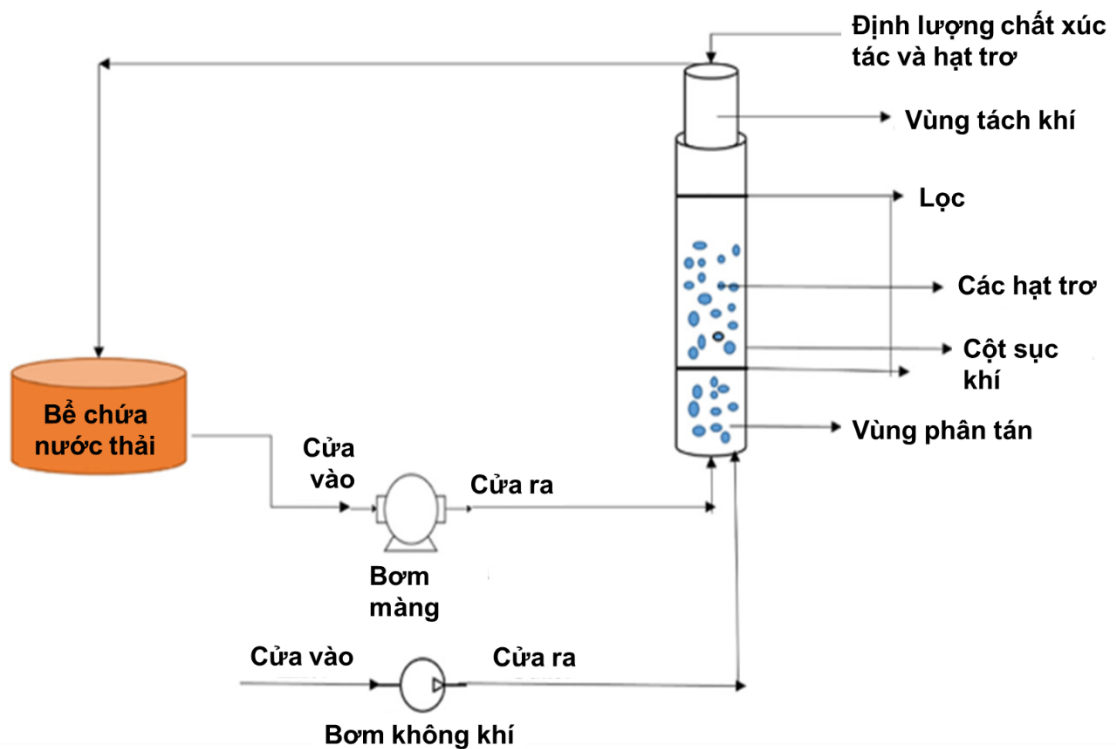 Định lượng chất xúc
tác và hạt trơ
Vùng tách khí
Lọc
Các hạt trơ
Cột sục
khí
Vùng phân tán
Bể chứa
nước thải
Cửa
vào
Cửa ra
Bơm
màng
Cửa vào
Cửa ra
Bơm không khí